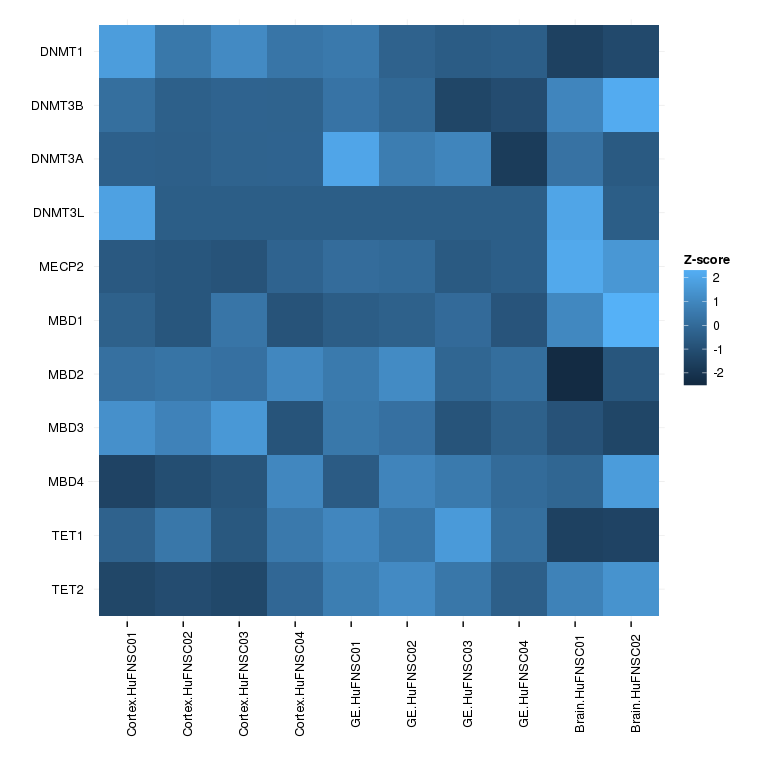 DNMT1
DNMT3B
DNMT3A
DNMT3L
MECP2
MBD1
MBD2
MBD3
MBD4
TET1
TET2
Cortex.HuFNSC01
Cortex.HuFNSC02
Cortex.HuFNSC03
Cortex.HuFNSC04
GE.HuFNSC01
GE.HuFNSC02
GE.HuFNSC03
GE.HuFNSC04
Brain.HuFNSC01
Brain.HuFNSC02
Z-score
2
1
0
-1
-2